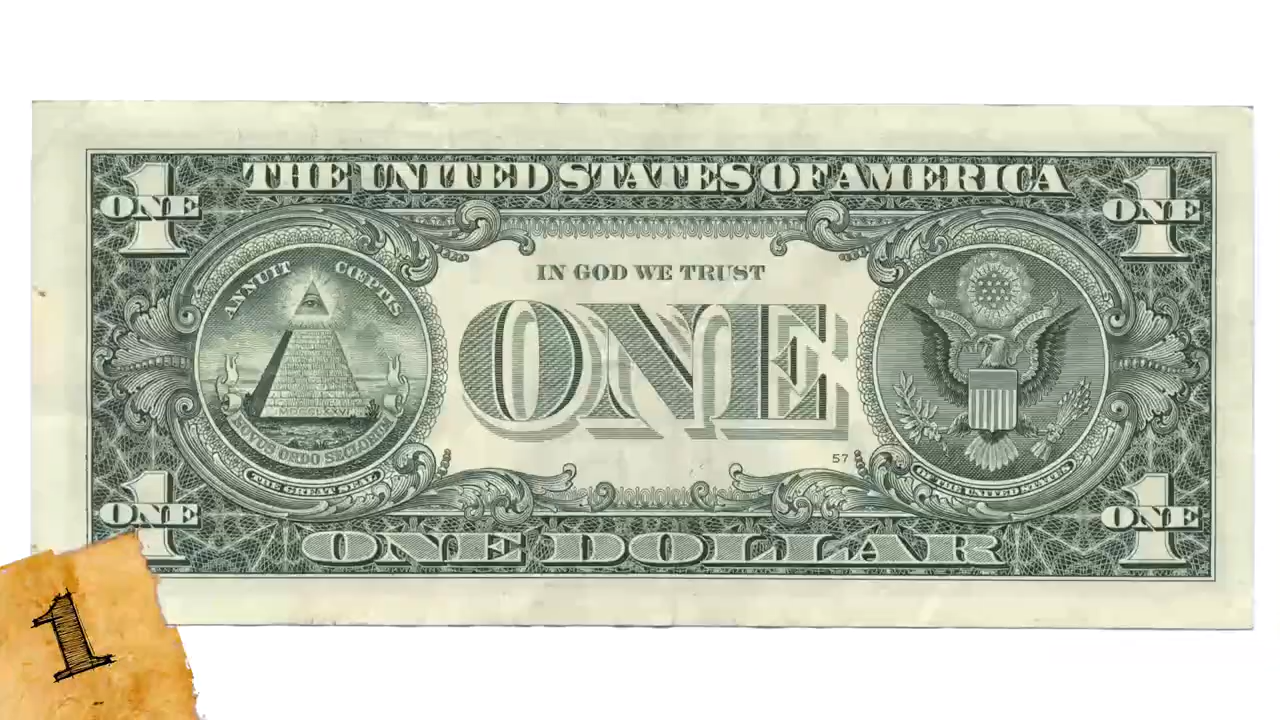 THE UNITED STATES OF AMERICA
1
ONE
1
ONE
ANNUIT CŒPTIS
IN GOD WE TRUST
ONE
MDCCLXXVI
NOVUS ORDO SECLORUM
THE GREAT SEAL
57
OF THE UNITED STATES
1
ONE
1
ONE
ONE DOLLAR
1